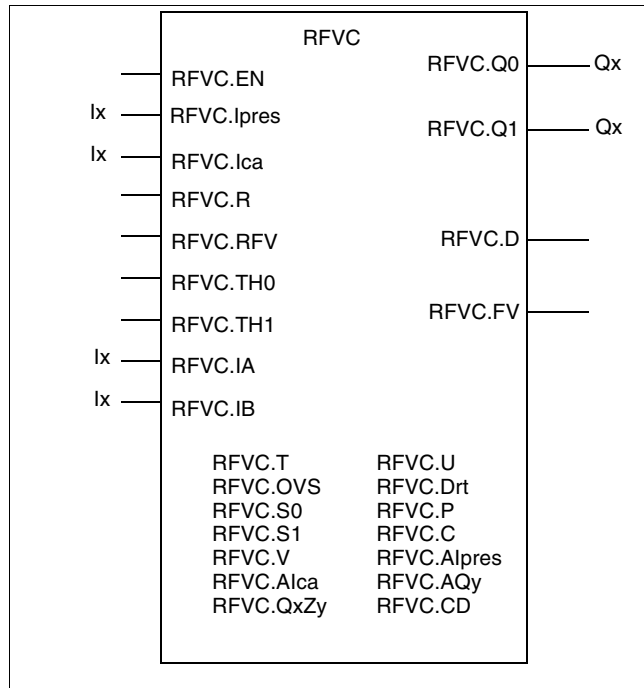 RFVC
RFVC.Q0 Qx
RFVC.EN
Ix RFVC.Ipres
RFVC.Q1 Qx
Ix RFVC.Ica
RFVC.R
RFVC.RFV
RFVC.D
RFVC.TH0
RFVC.FV
RFVC.TH1
Ix RFVC.IA
Ix RFVC.IB
RFVC.T RFVC.U
RFVC.OVS RFVC.Drt
RFVC.S0 RFVC.P
RFVC.S1 RFVC.C
RFVC.V RFVC.AIpres
RFVC.AIca RFVC.AQy
RFVC.QxZy RFVC.CD